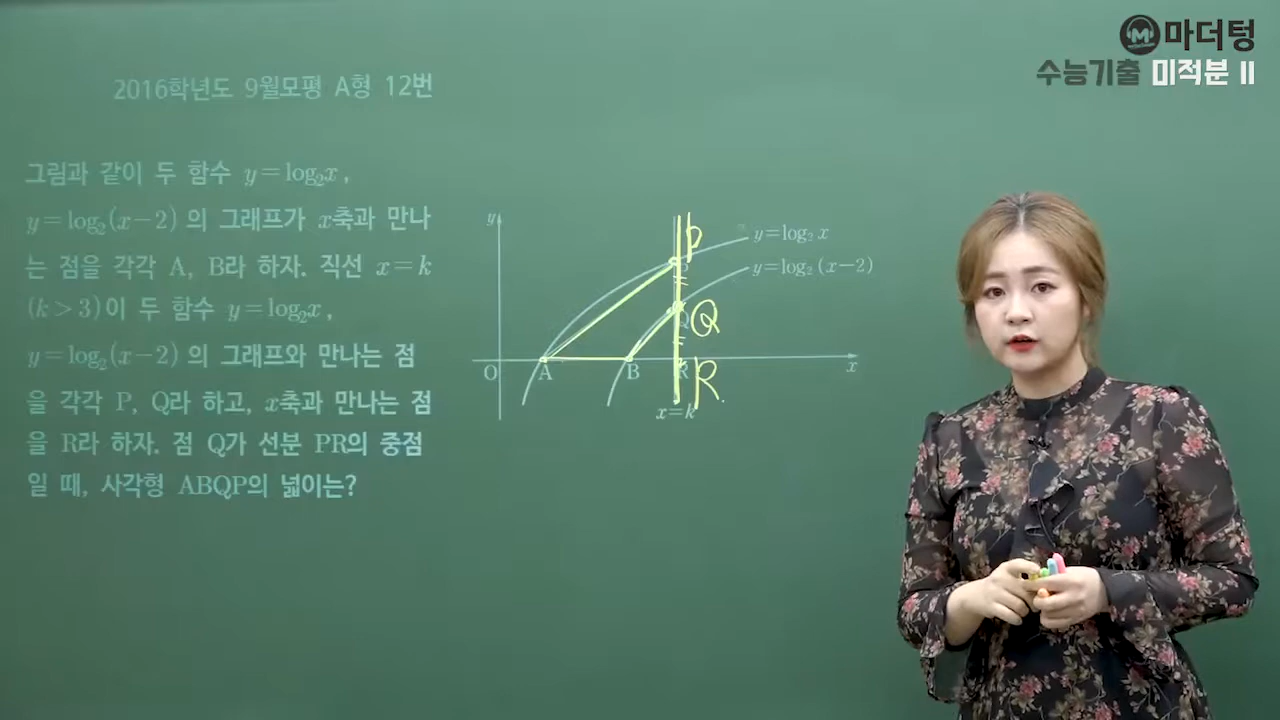 마더텅
수능기출 미적분 II
2016학년도 9월모평 A형 12번
그림과 같이 두 함수 y=log₂x,
y=log₂(x-2)의 그래프가 x축과 만나
는 점을 각각 A, B라 하자. 직선 x=k
(k>3)이 두 함수 y=log₂x,
y=log₂(x-2)의 그래프와 만나는 점
을 각각 P, Q라 하고, x축과 만나는 점
을 R라 하자. 점 Q가 선분 PR의 중점
일 때, 사각형 ABQP의 넓이는?
y
P
y=log₂x
y=log₂(x-2)
Q
O
A
B
R
x
x=k